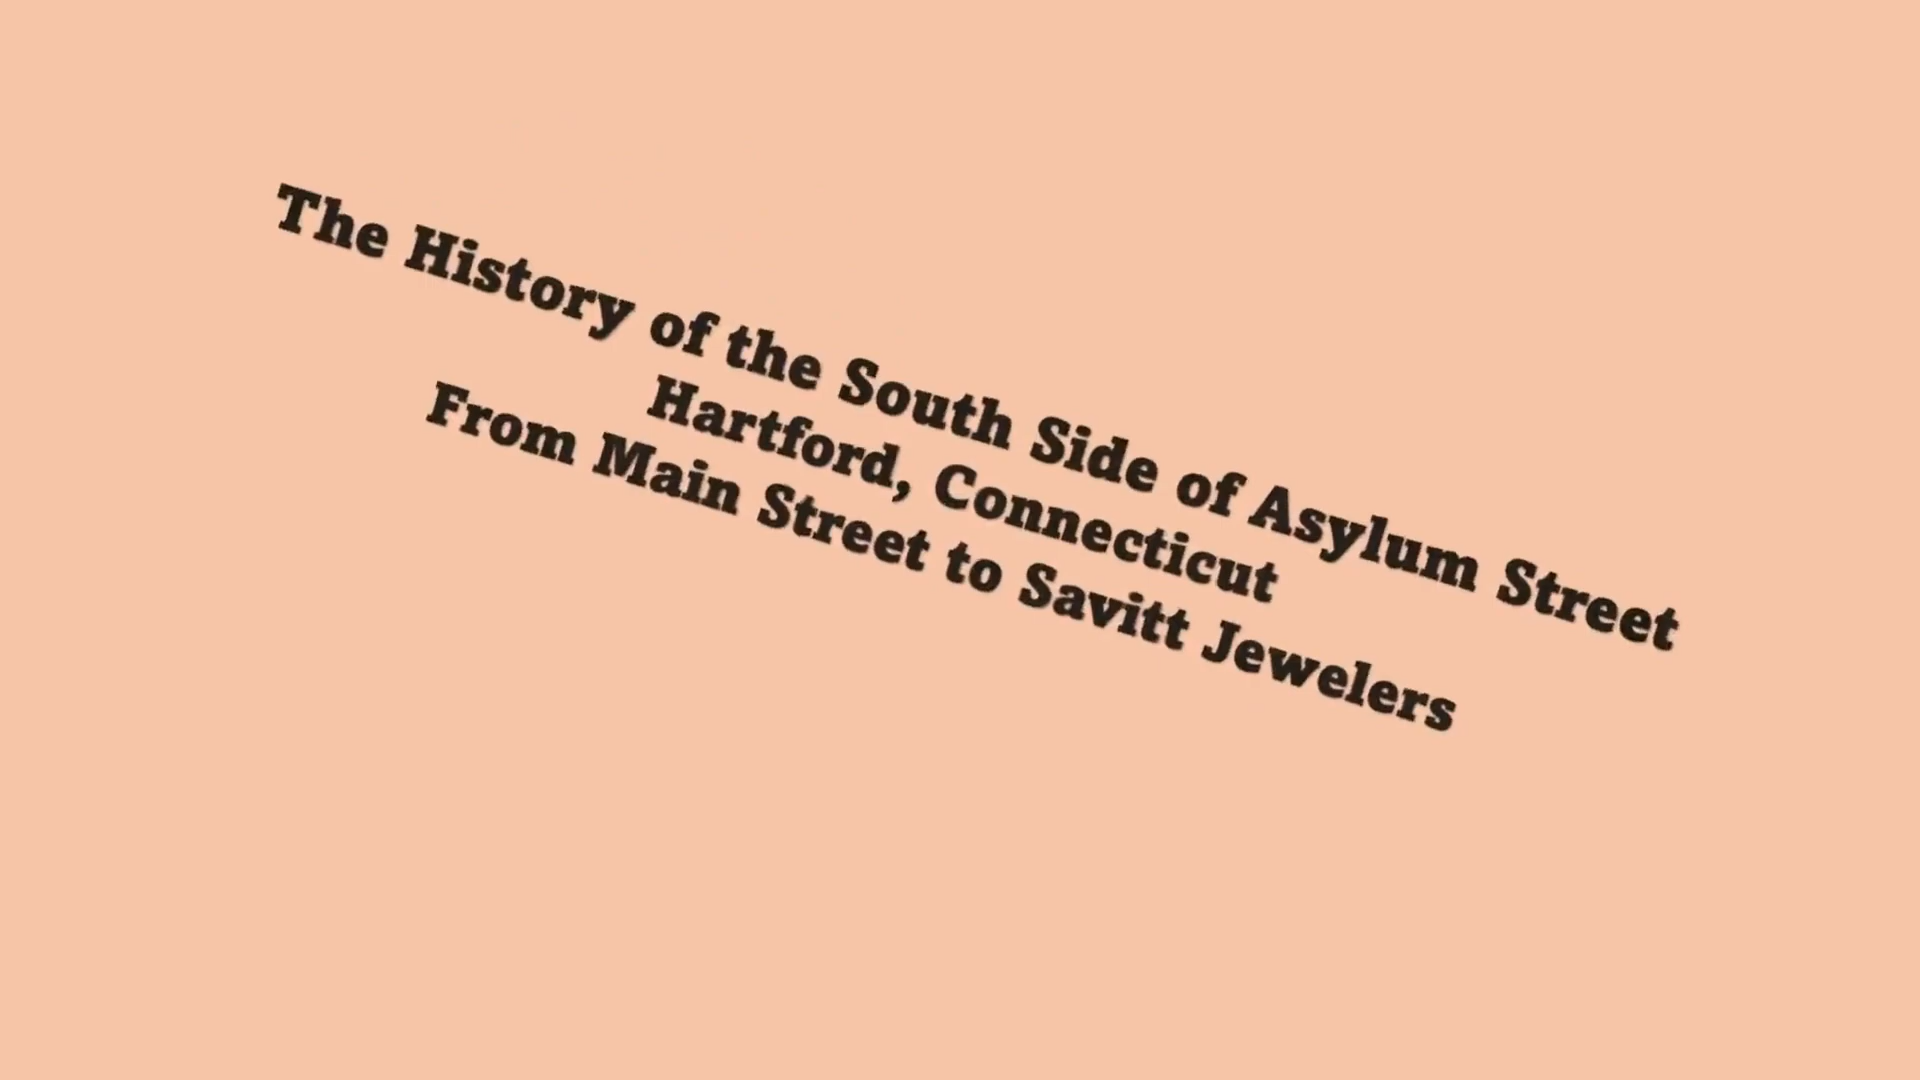 The History of the South Side of Asylum Street
Hartford, Connecticut
From Main Street to Savitt Jewelers